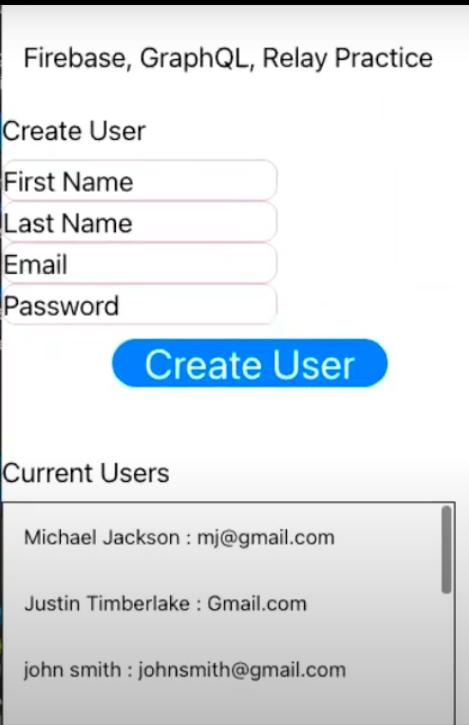 Firebase, GraphQL, Relay Practice
Create User
First Name
Last Name
Email
Password
Create User
Current Users
Michael Jackson : mj@gmail.com
Justin Timberlake : Gmail.com
john smith : johnsmith@gmail.com